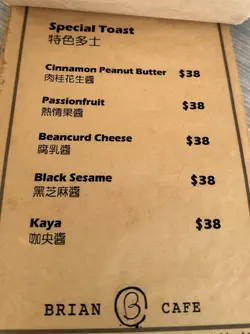 Special Toast
特色多士
Cinnamon Peanut Butter $38
肉桂花生醬
Passionfruit $38
熱情果醬
Beancurd Cheese $38
腐乳醬
Black Sesame $38
黑芝麻醬
Kaya $38
咖央醬
BRIAN B CAFE